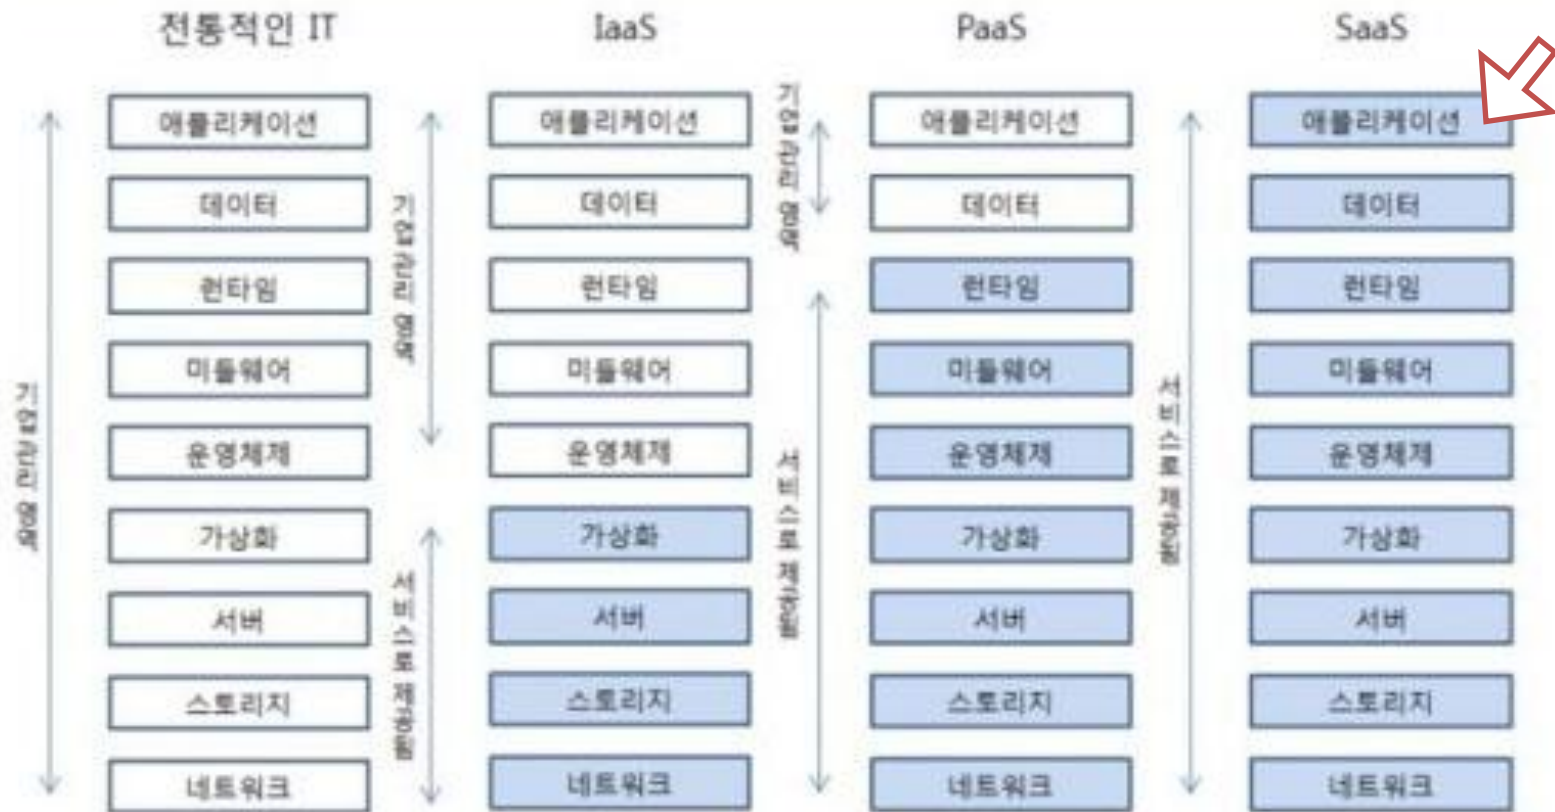 전통적인 IT
IaaS
PaaS
SaaS
애플리케이션
데이터
런타임
미들웨어
운영체제
가상화
서버
스토리지
네트워크
기업관리 영역
애플리케이션
데이터
런타임
미들웨어
운영체제
가상화
서버
스토리지
네트워크
기업관리 영역
서비스로 제공됨
애플리케이션
데이터
런타임
미들웨어
운영체제
가상화
서버
스토리지
네트워크
기업관리 영역
서비스로 제공됨
애플리케이션
데이터
런타임
미들웨어
운영체제
가상화
서버
스토리지
네트워크
서비스로 제공됨